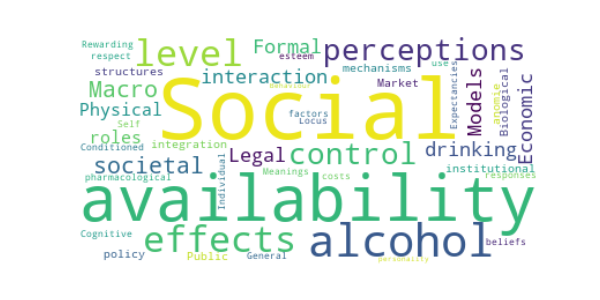 Rewarding
respect
level
Formal
esteem
perceptions
structures
interaction
mechanisms
use
Macro
Social
behaviour
Market
Models
Expectancies
anomie
Biological
Economic
Physical
Self
roles
factors
Locus
Conditioned
integration
Legal
control
drinking
societal
Individual
institutional
pharmacological
Meanings
costs
responses
availability
Cognitive
effects
alcohol
beliefs
policy
Public
General
personality